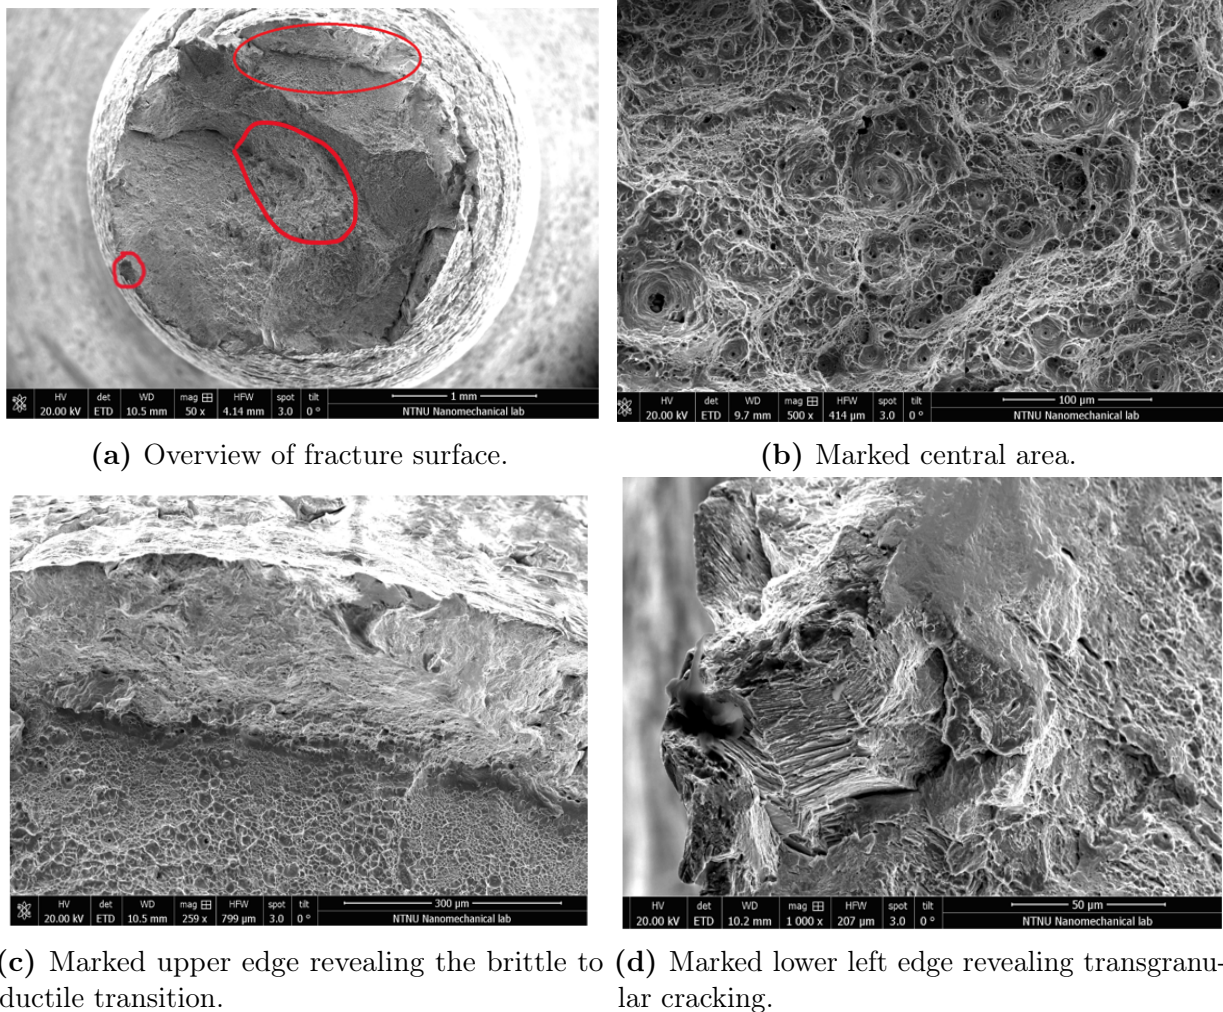 HV det WD mag HFW spot tilt 1 mm
20.00 kV ETD 10.5 mm 50 x 4.14 mm 3.0 0 ° NTNU Nanomechanical lab
HV det WD mag HFW spot tilt 100 µm
20.00 kV ETD 9.7 mm 500 x 414 µm 3.0 0 ° NTNU Nanomechanical lab
(a) Overview of fracture surface.
(b) Marked central area.
HV det WD mag HFW spot tilt 300 µm
20.00 kV ETD 10.5 mm 259 x 799 µm 3.0 0 ° NTNU Nanomechanical lab
HV det WD mag HFW spot tilt 50 µm
20.00 kV ETD 10.2 mm 1 000 x 207 µm 3.0 0 ° NTNU Nanomechanical lab
(c) Marked upper edge revealing the brittle to
ductile transition.
(d) Marked lower left edge revealing transgranu-
lar cracking.